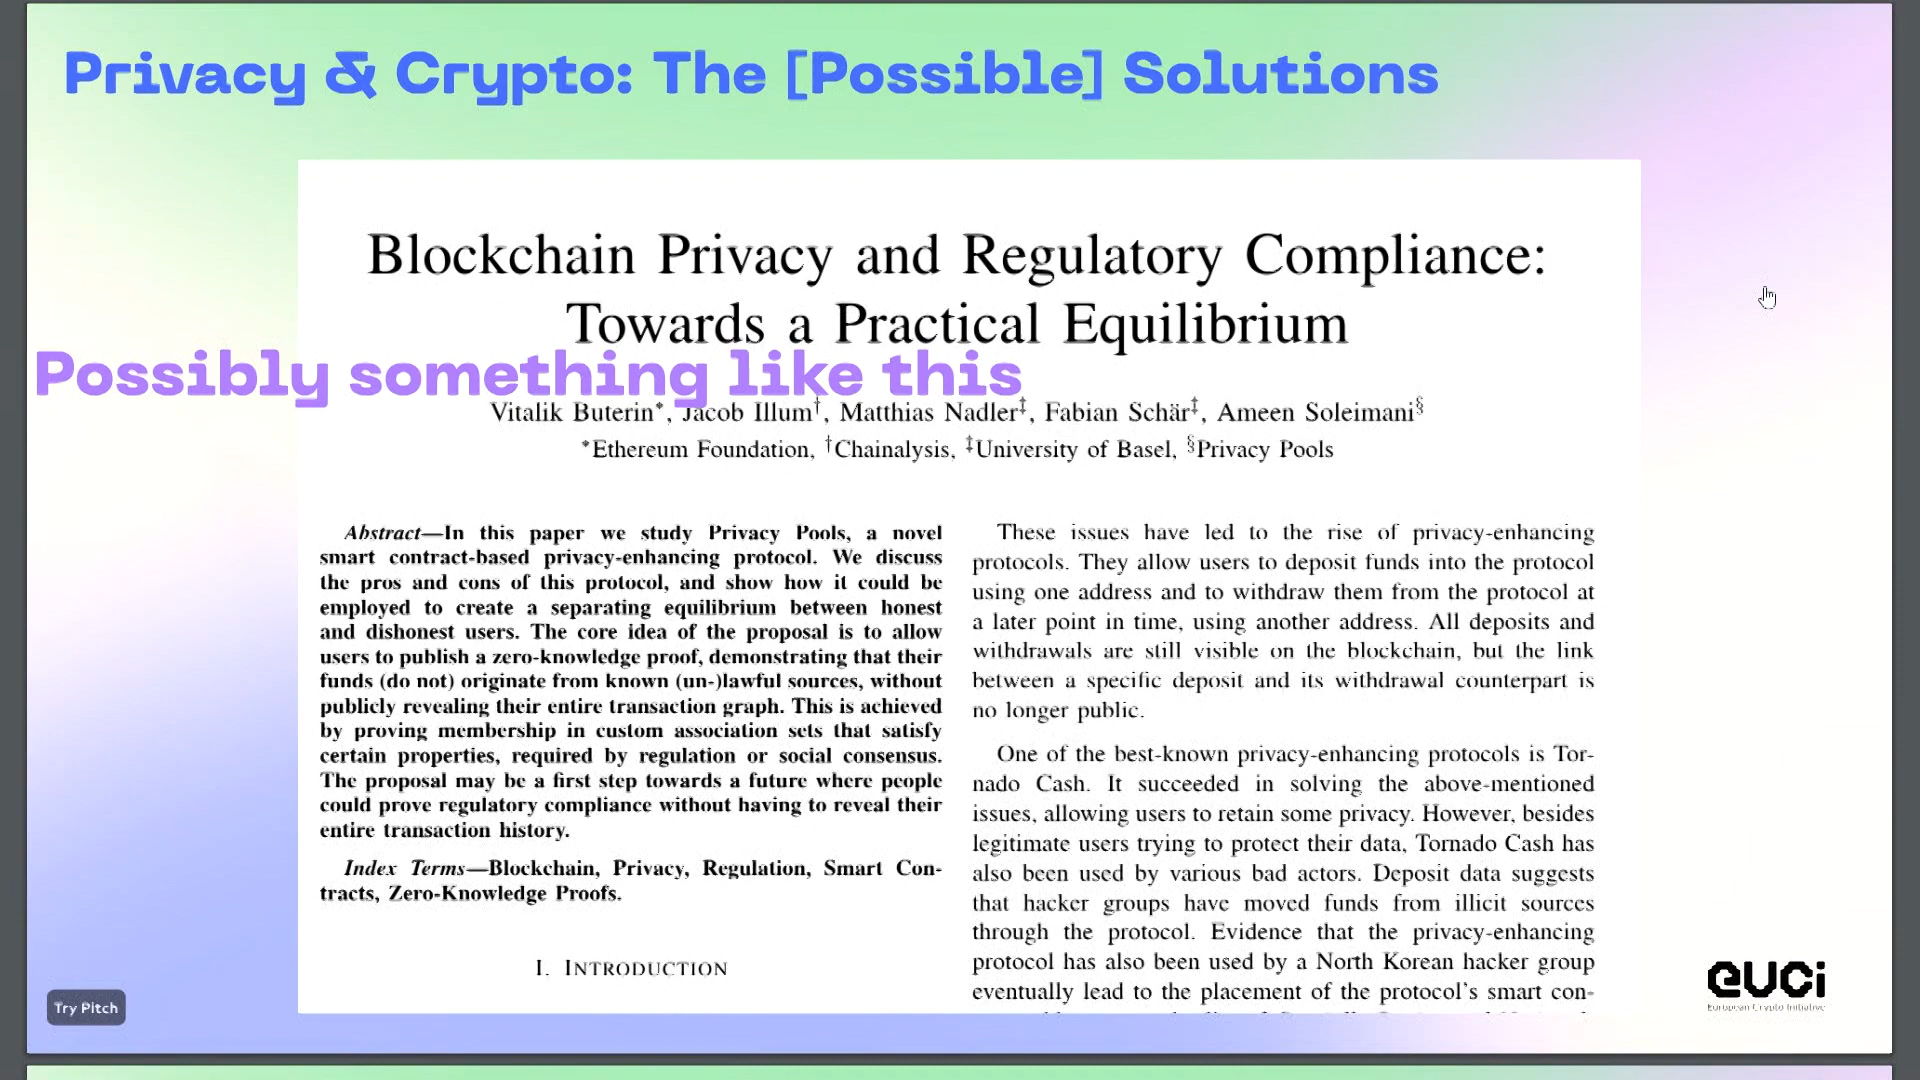 Privacy & Crypto: The [Possible] Solutions
Blockchain Privacy and Regulatory Compliance:
Towards a Practical Equilibrium
Possibly something like this
Vitalik Buterin*, Jacob Illum†, Matthias Nadler‡, Fabian Schär‡, Ameen Soleimani§
*Ethereum Foundation, †Chainalysis, ‡University of Basel, §Privacy Pools
Abstract—In this paper we study Privacy Pools, a novel
smart contract-based privacy-enhancing protocol. We discuss
the pros and cons of this protocol, and show how it could be
employed to create a separating equilibrium between honest
and dishonest users. The core idea of the proposal is to allow
users to publish a zero-knowledge proof, demonstrating that their
funds (do not) originate from known (un-)lawful sources, without
publicly revealing their entire transaction graph. This is achieved
by proving membership in custom association sets that satisfy
certain properties, required by regulation or social consensus.
The proposal may be a first step towards a future where people
could prove regulatory compliance without having to reveal their
entire transaction history.
Index Terms—Blockchain, Privacy, Regulation, Smart Con-
tracts, Zero-Knowledge Proofs.
I. INTRODUCTION
These issues have led to the rise of privacy-enhancing
protocols. They allow users to deposit funds into the protocol
using one address and to withdraw them from the protocol at
a later point in time, using another address. All deposits and
withdrawals are still visible on the blockchain, but the link
between a specific deposit and its withdrawal counterpart is
no longer public.
One of the best-known privacy-enhancing protocols is Tor-
nado Cash. It succeeded in solving the above-mentioned
issues, allowing users to retain some privacy. However, besides
legitimate users trying to protect their data, Tornado Cash has
also been used by various bad actors. Deposit data suggests
that hacker groups have moved funds from illicit sources
through the protocol. Evidence that the privacy-enhancing
protocol has also been used by a North Korean hacker group
eventually lead to the placement of the protocol's smart con-
Try Pitch
euci
European Crypto Initiative